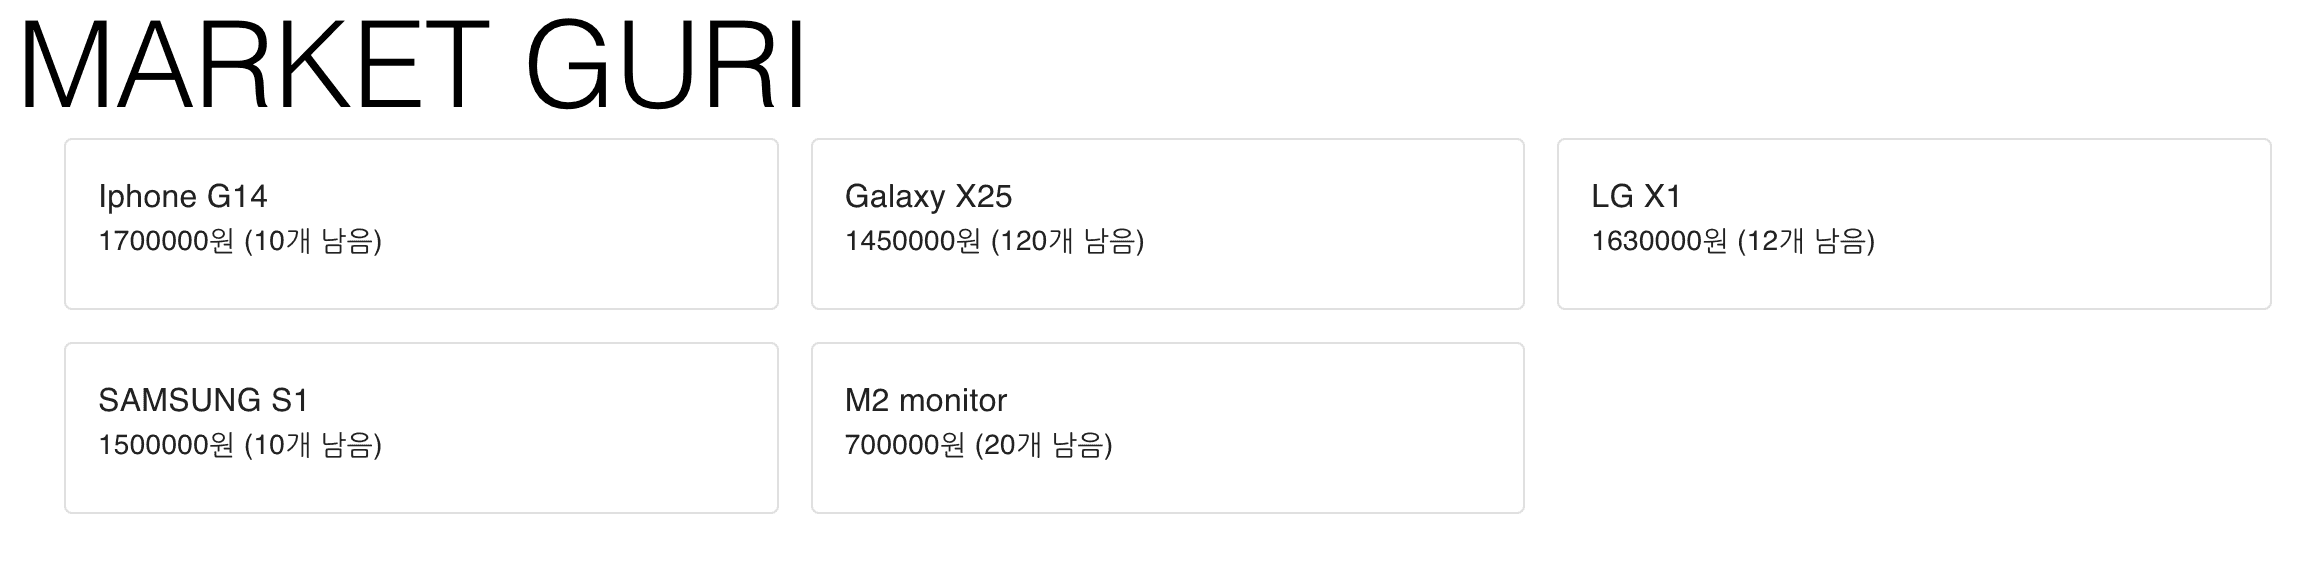 MARKET GURI
Iphone G14
1700000원 (10개 남음)
Galaxy X25
1450000원 (120개 남음)
LG X1
1630000원 (12개 남음)
SAMSUNG S1
1500000원 (10개 남음)
M2 monitor
700000원 (20개 남음)